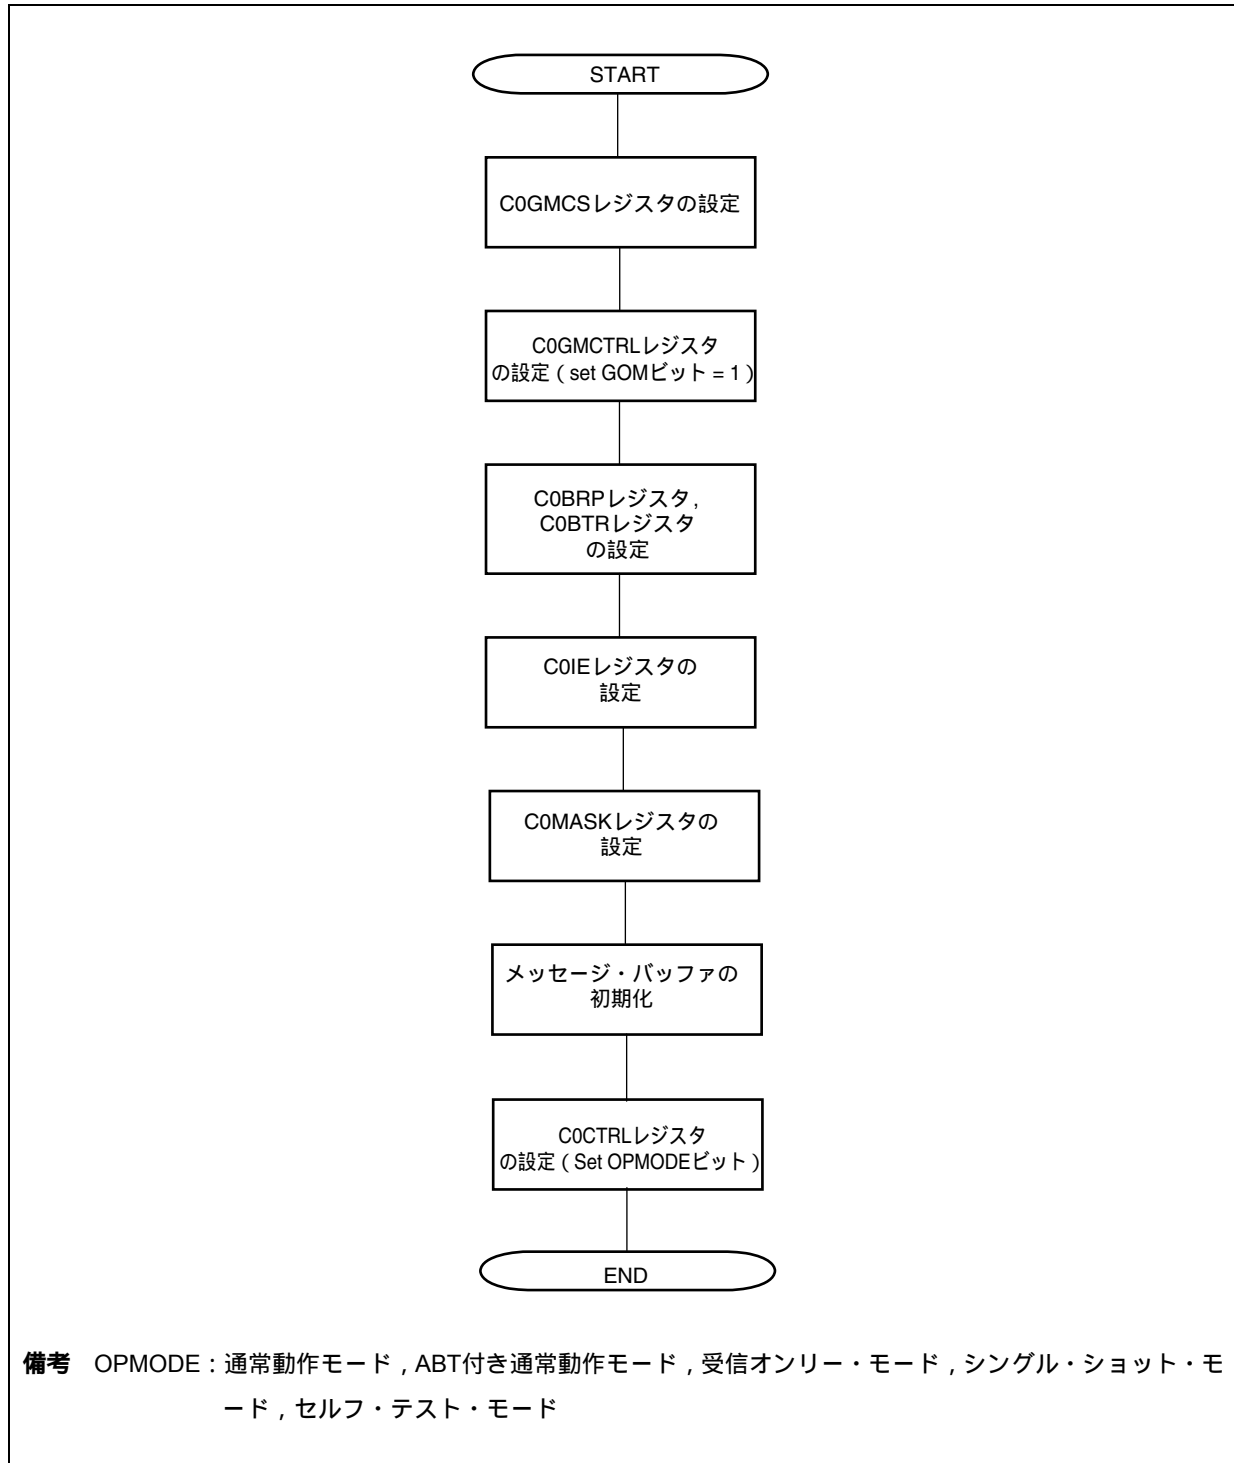 START
C0GMCSレジスタの設定
C0GMCTRLレジスタ
の設定（set GOMビット = 1）
C0BRPレジスタ，
C0BTRレジスタ
の設定
C0IEレジスタの
設定
C0MASKレジスタの
設定
メッセージ・バッファの
初期化
C0CTRLレジスタ
の設定（Set OPMODEビット）
END
備考　OPMODE：通常動作モード，ABT付き通常動作モード，受信オンリー・モード，シングル・ショット・モ
ード，セルフ・テスト・モード